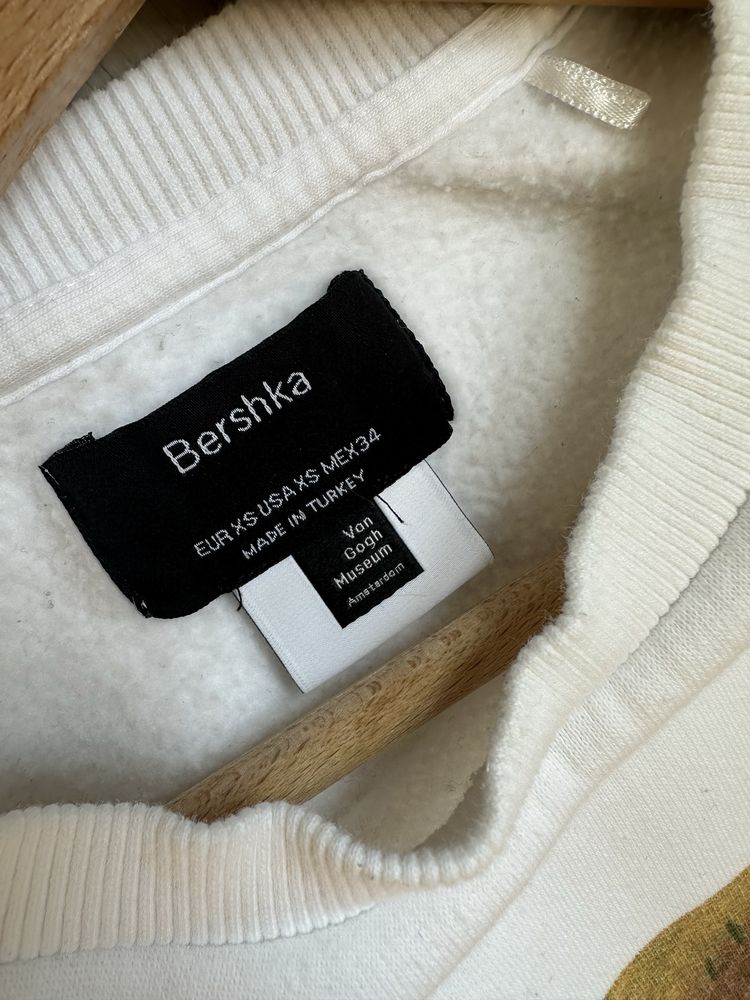 Bershka
EUR XS USA XS MEX 34
MADE IN TURKEY
Van
Gogh
Museum
Amsterdam